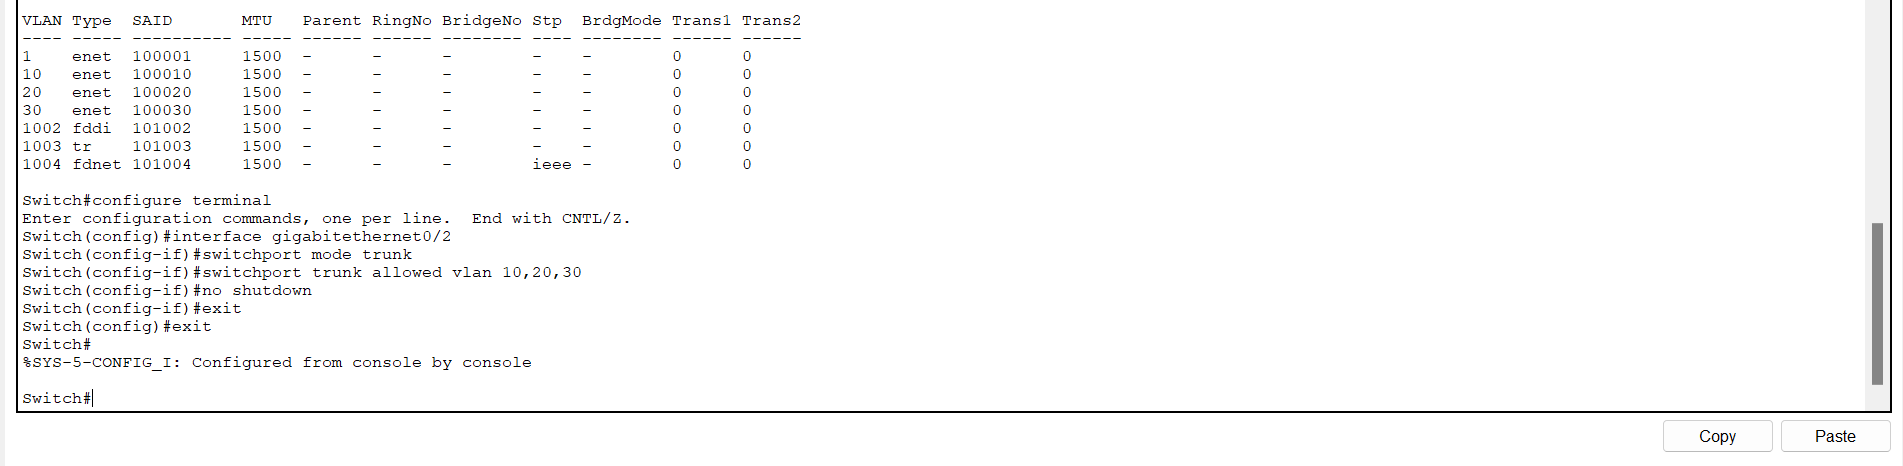 VLAN Type  SAID       MTU   Parent RingNo BridgeNo Stp  BrdgMode Trans1 Trans2
---- ----- ---------- ----- ------ ------ -------- ---- -------- ------ ------
1    enet  100001     1500  -      -      -        -    -        0      0
10   enet  100010     1500  -      -      -        -    -        0      0
20   enet  100020     1500  -      -      -        -    -        0      0
30   enet  100030     1500  -      -      -        -    -        0      0
1002 fddi  101002     1500  -      -      -        -    -        0      0
1003 tr    101003     1500  -      -      -        -    -        0      0
1004 fdnet 101004     1500  -      -      -        ieee -        0      0
Switch#configure terminal
Enter configuration commands, one per line.  End with CNTL/Z.
Switch(config)#interface gigabitethernet0/2
Switch(config-if)#switchport mode trunk
Switch(config-if)#switchport trunk allowed vlan 10,20,30
Switch(config-if)#no shutdown
Switch(config-if)#exit
Switch(config)#exit
Switch#
%SYS-5-CONFIG_I: Configured from console by console
Switch#
Copy Paste